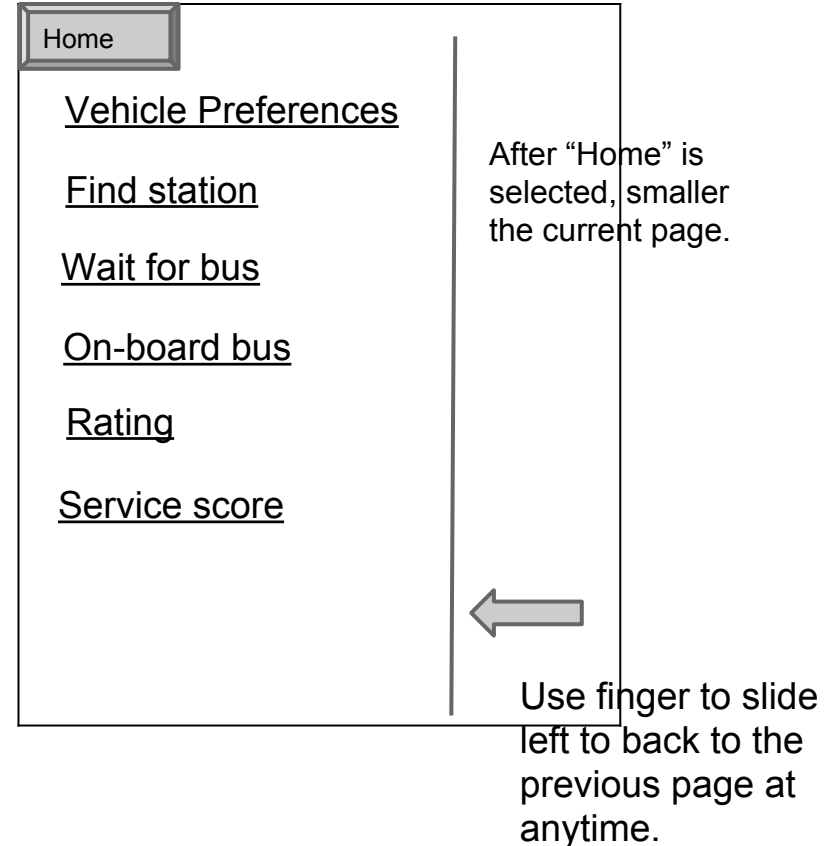 Home
Vehicle Preferences
Find station
Wait for bus
On-board bus
Rating
Service score
After “Home” is
selected, smaller
the current page.
Use finger to slide
left to back to the
previous page at
anytime.